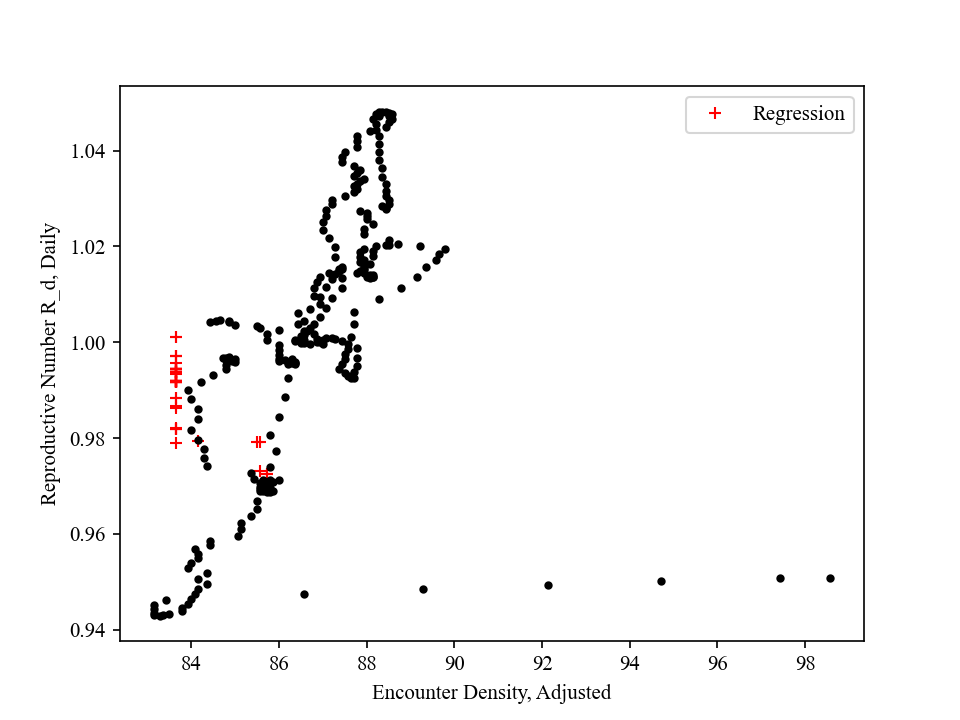 Regression
1.04
1.02
1.00
0.98
0.96
0.94
Reproductive Number R_d, Daily
84 86 88 90 92 94 96 98
Encounter Density, Adjusted